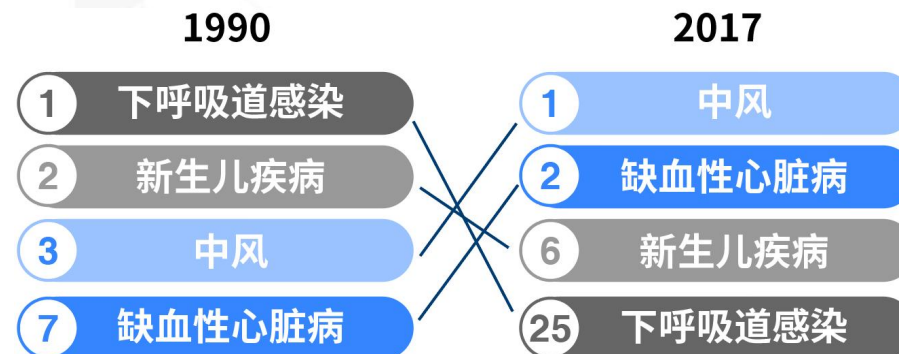 1990
2017
1 下呼吸道感染
1 中风
2 新生儿疾病
2 缺血性心脏病
3 中风
6 新生儿疾病
7 缺血性心脏病
25 下呼吸道感染